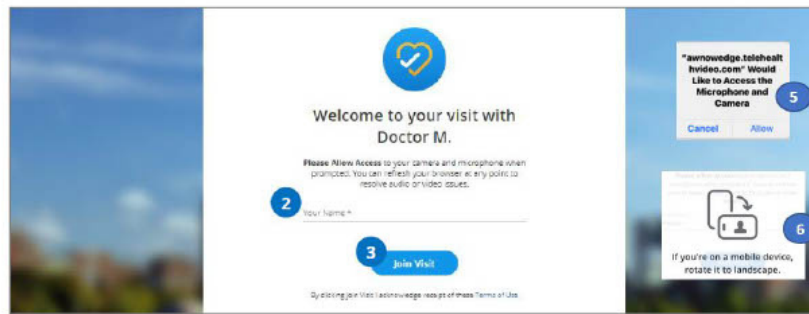 Welcome to your visit with
Doctor M.
Please Allow Access to your camera and microphone when
prompted. You can refresh your browser at any point to
resolve audio or video issues.
2
Your Name *
3
Join Visit
By clicking Join Visit I acknowledge receipt of these Terms of Use
"awnowedge.telehealt
hvideo.com" Would
Like to Access the
Microphone and
Camera
5
Cancel Allow
6
If you're on a mobile device,
rotate it to landscape.